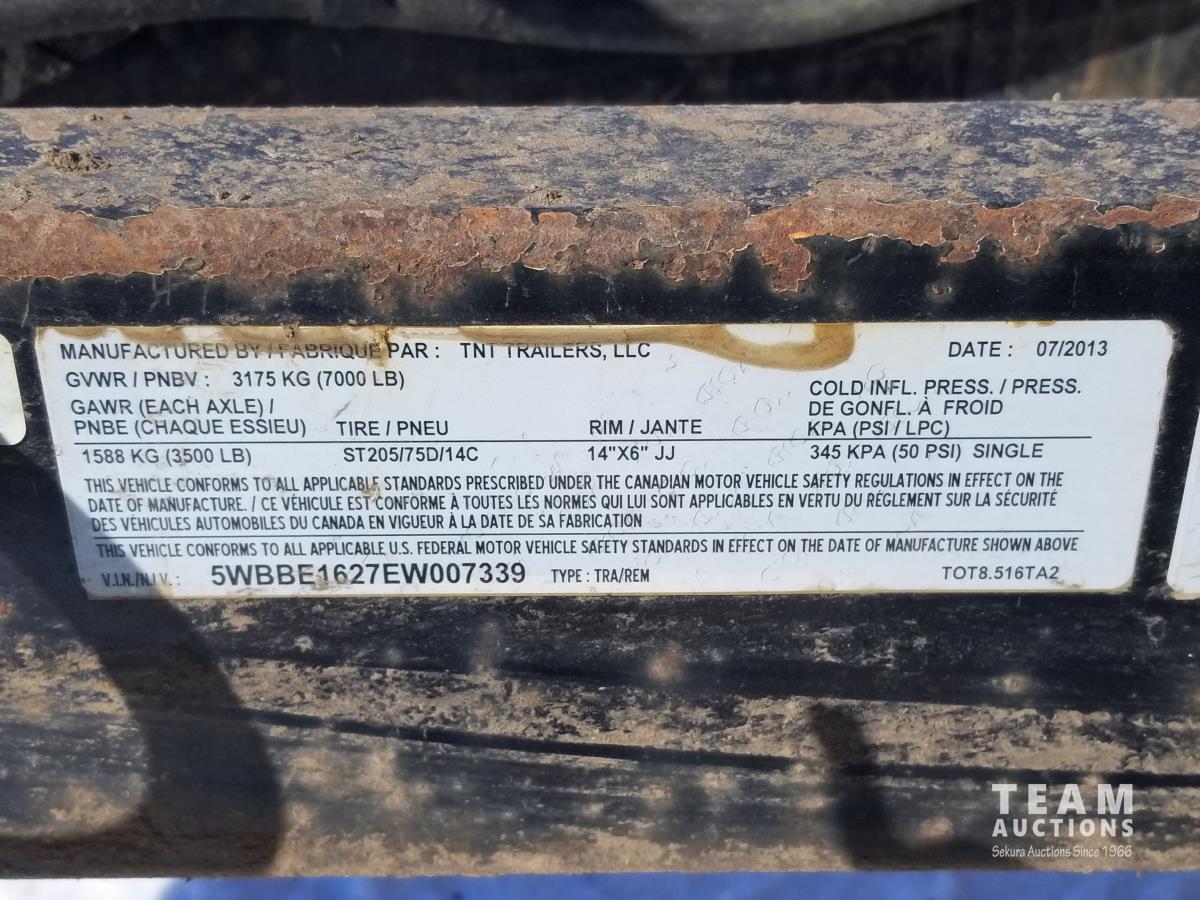 MANUFACTURED BY / FABRIQUE PAR : TNT TRAILERS, LLC DATE : 07/2013
GVWR / PNBV : 3175 KG (7000 LB)
GAWR (EACH AXLE) /
PNBE (CHAQUE ESSIEU) TIRE / PNEU RIM / JANTE COLD INFL. PRESS. / PRESS.
DE GONFL. À FROID
KPA (PSI / LPC)
1588 KG (3500 LB) ST205/75D/14C 14"X6" JJ 345 KPA (50 PSI) SINGLE
THIS VEHICLE CONFORMS TO ALL APPLICABLE STANDARDS PRESCRIBED UNDER THE CANADIAN MOTOR VEHICLE SAFETY REGULATIONS IN EFFECT ON THE
DATE OF MANUFACTURE. / CE VÉHICULE EST CONFORME À TOUTES LES NORMES QUI LUI SONT APPLICABLES EN VERTU DU RÉGLEMENT SUR LA SÉCURITÉ
DES VÉHICULES AUTOMOBILES DU CANADA EN VIGUEUR À LA DATE DE SA FABRICATION
THIS VEHICLE CONFORMS TO ALL APPLICABLE U.S. FEDERAL MOTOR VEHICLE SAFETY STANDARDS IN EFFECT ON THE DATE OF MANUFACTURE SHOWN ABOVE
V.I.N./N.I.V. : 5WBBE1627EW007339 TYPE : TRA/REM TOT8.516TA2
TEAM
AUCTIONS
Sekura Auctions Since 1966